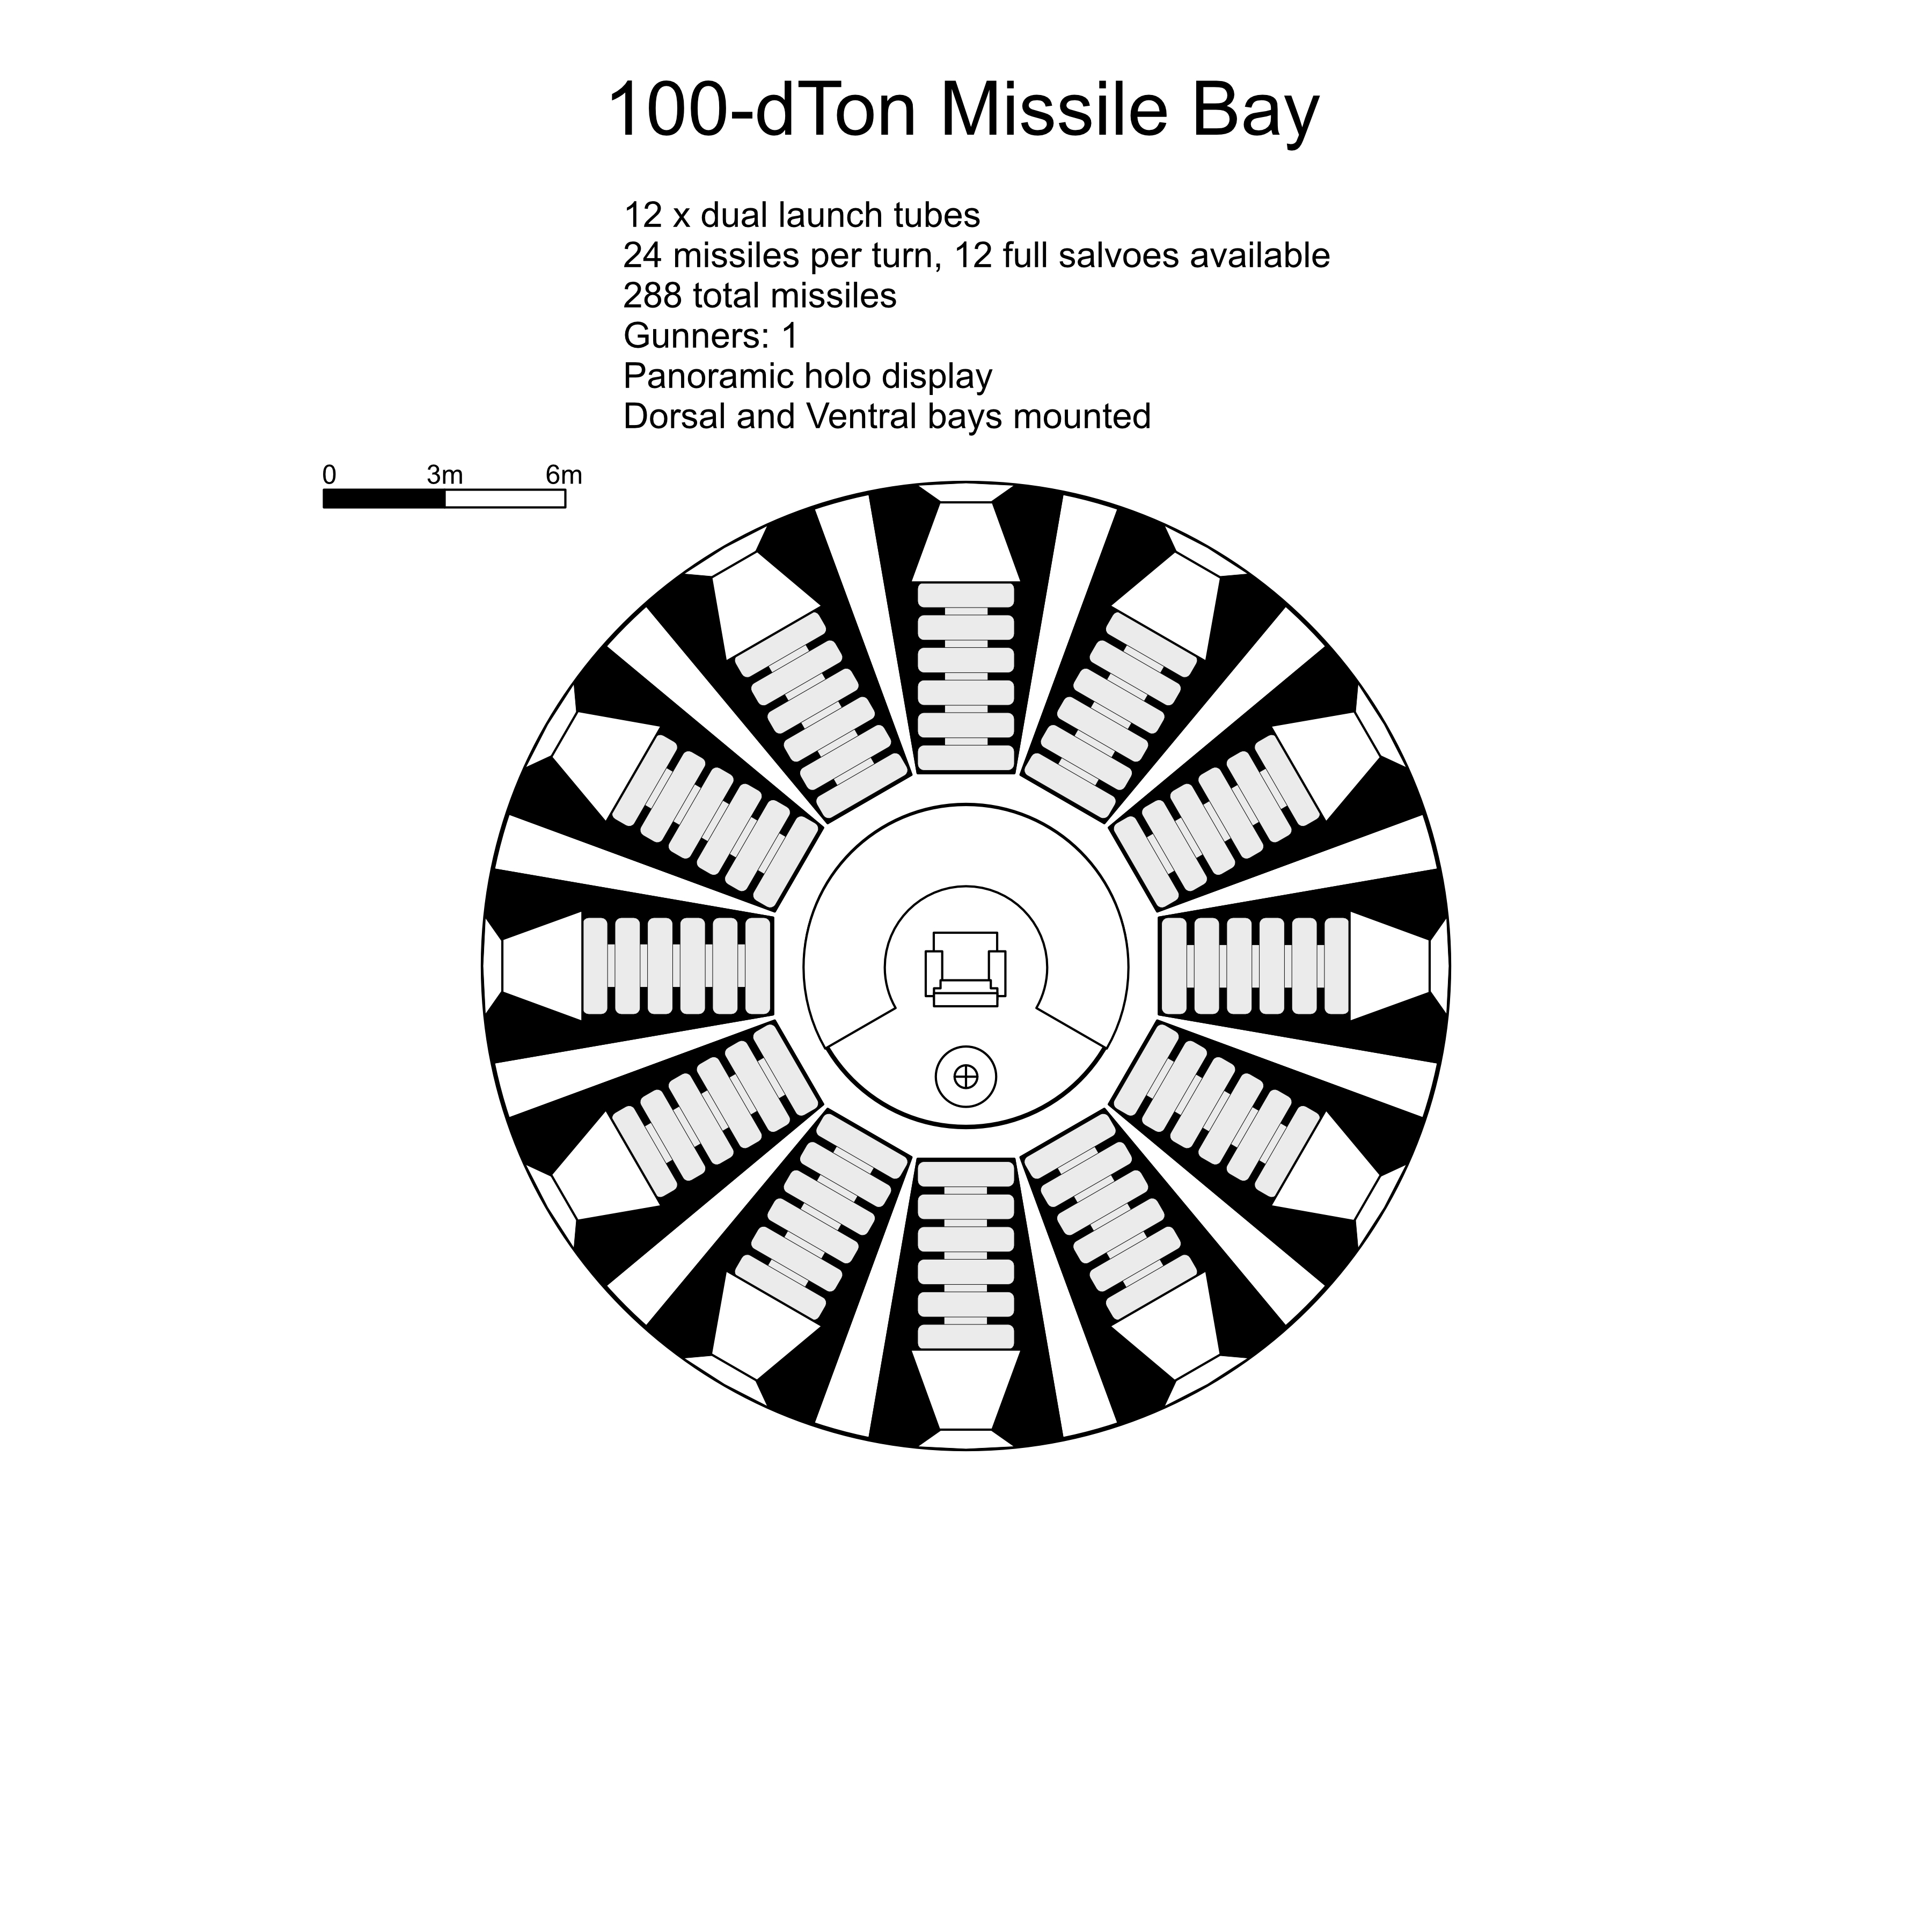 100-dTon Missile Bay
12 x dual launch tubes
24 missiles per turn, 12 full salvoes available
288 total missiles
Gunners: 1
Panoramic holo display
Dorsal and Ventral bays mounted
0 3m 6m